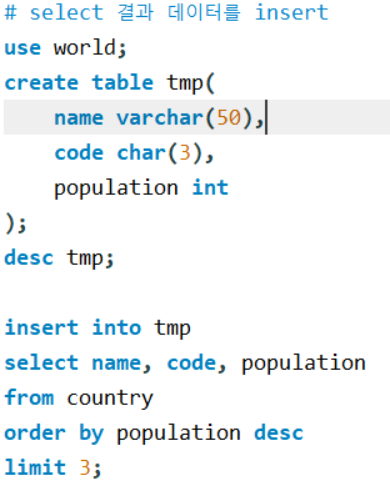 # select 결과 데이터를 insert
use world;
create table tmp(
    name varchar(50),
    code char(3),
    population int
);
desc tmp;

insert into tmp
select name, code, population
from country
order by population desc
limit 3;